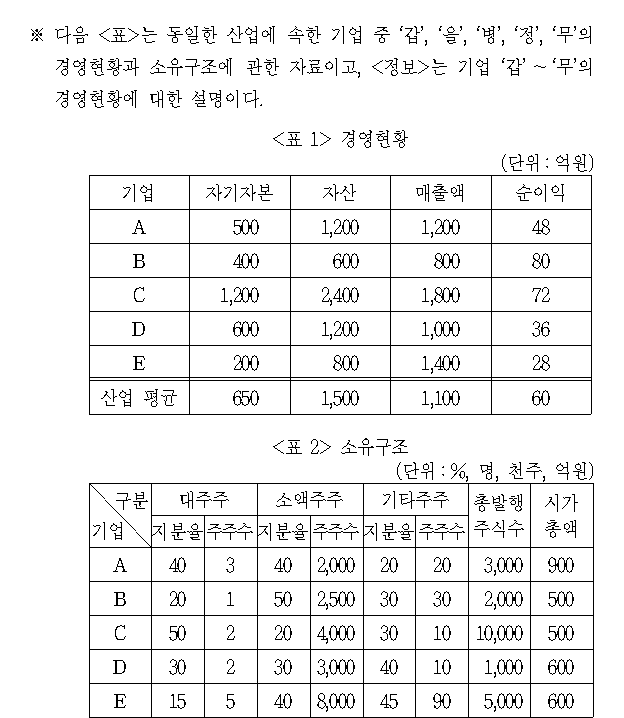 ※ 다음 <표>는 동일한 산업에 속한 기업 중 ‘갑’, ‘을’, ‘병’, ‘정’, ‘무’의
경영현황과 소유구조에 관한 자료이고, <정보>는 기업 ‘갑’ ~ ‘무’의
경영현황에 대한 설명이다.
<표 1> 경영현황
(단위 : 억원)
기업 자기자본 자산 매출액 순이익
A 500 1,200 1,200 48
B 400 600 800 80
C 1,200 2,400 1,800 72
D 600 1,200 1,000 36
E 200 800 1,400 28
산업 평균 650 1,500 1,100 60
<표 2> 소유구조
(단위 : %, 명, 천주, 억원)
구분 대주주 소액주주 기타주주 총발행 시가
기업 지분율 주주수 지분율 주주수 지분율 주주수 주식수 총액
A 40 3 40 2,000 20 20 3,000 900
B 20 1 50 2,500 30 30 2,000 500
C 50 2 20 4,000 30 10 10,000 500
D 30 2 30 3,000 40 10 1,000 600
E 15 5 40 8,000 45 90 5,000 600